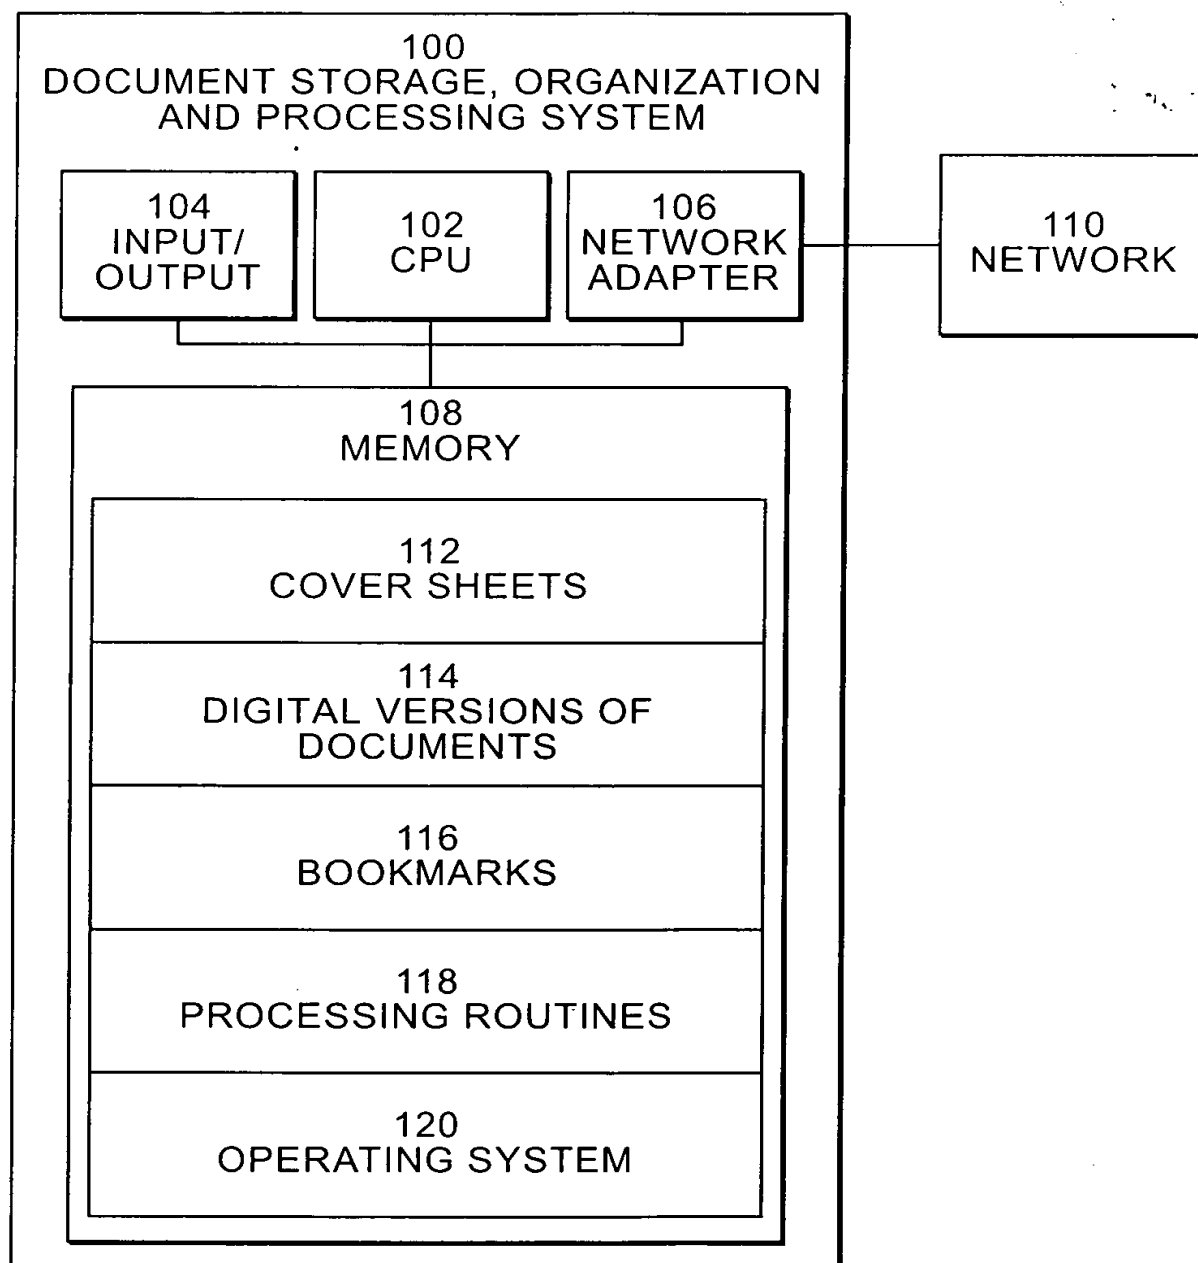 100
DOCUMENT STORAGE, ORGANIZATION
AND PROCESSING SYSTEM
104
INPUT/
OUTPUT
102
CPU
106
NETWORK
ADAPTER
110
NETWORK
108
MEMORY
112
COVER SHEETS
114
DIGITAL VERSIONS OF
DOCUMENTS
116
BOOKMARKS
118
PROCESSING ROUTINES
120
OPERATING SYSTEM